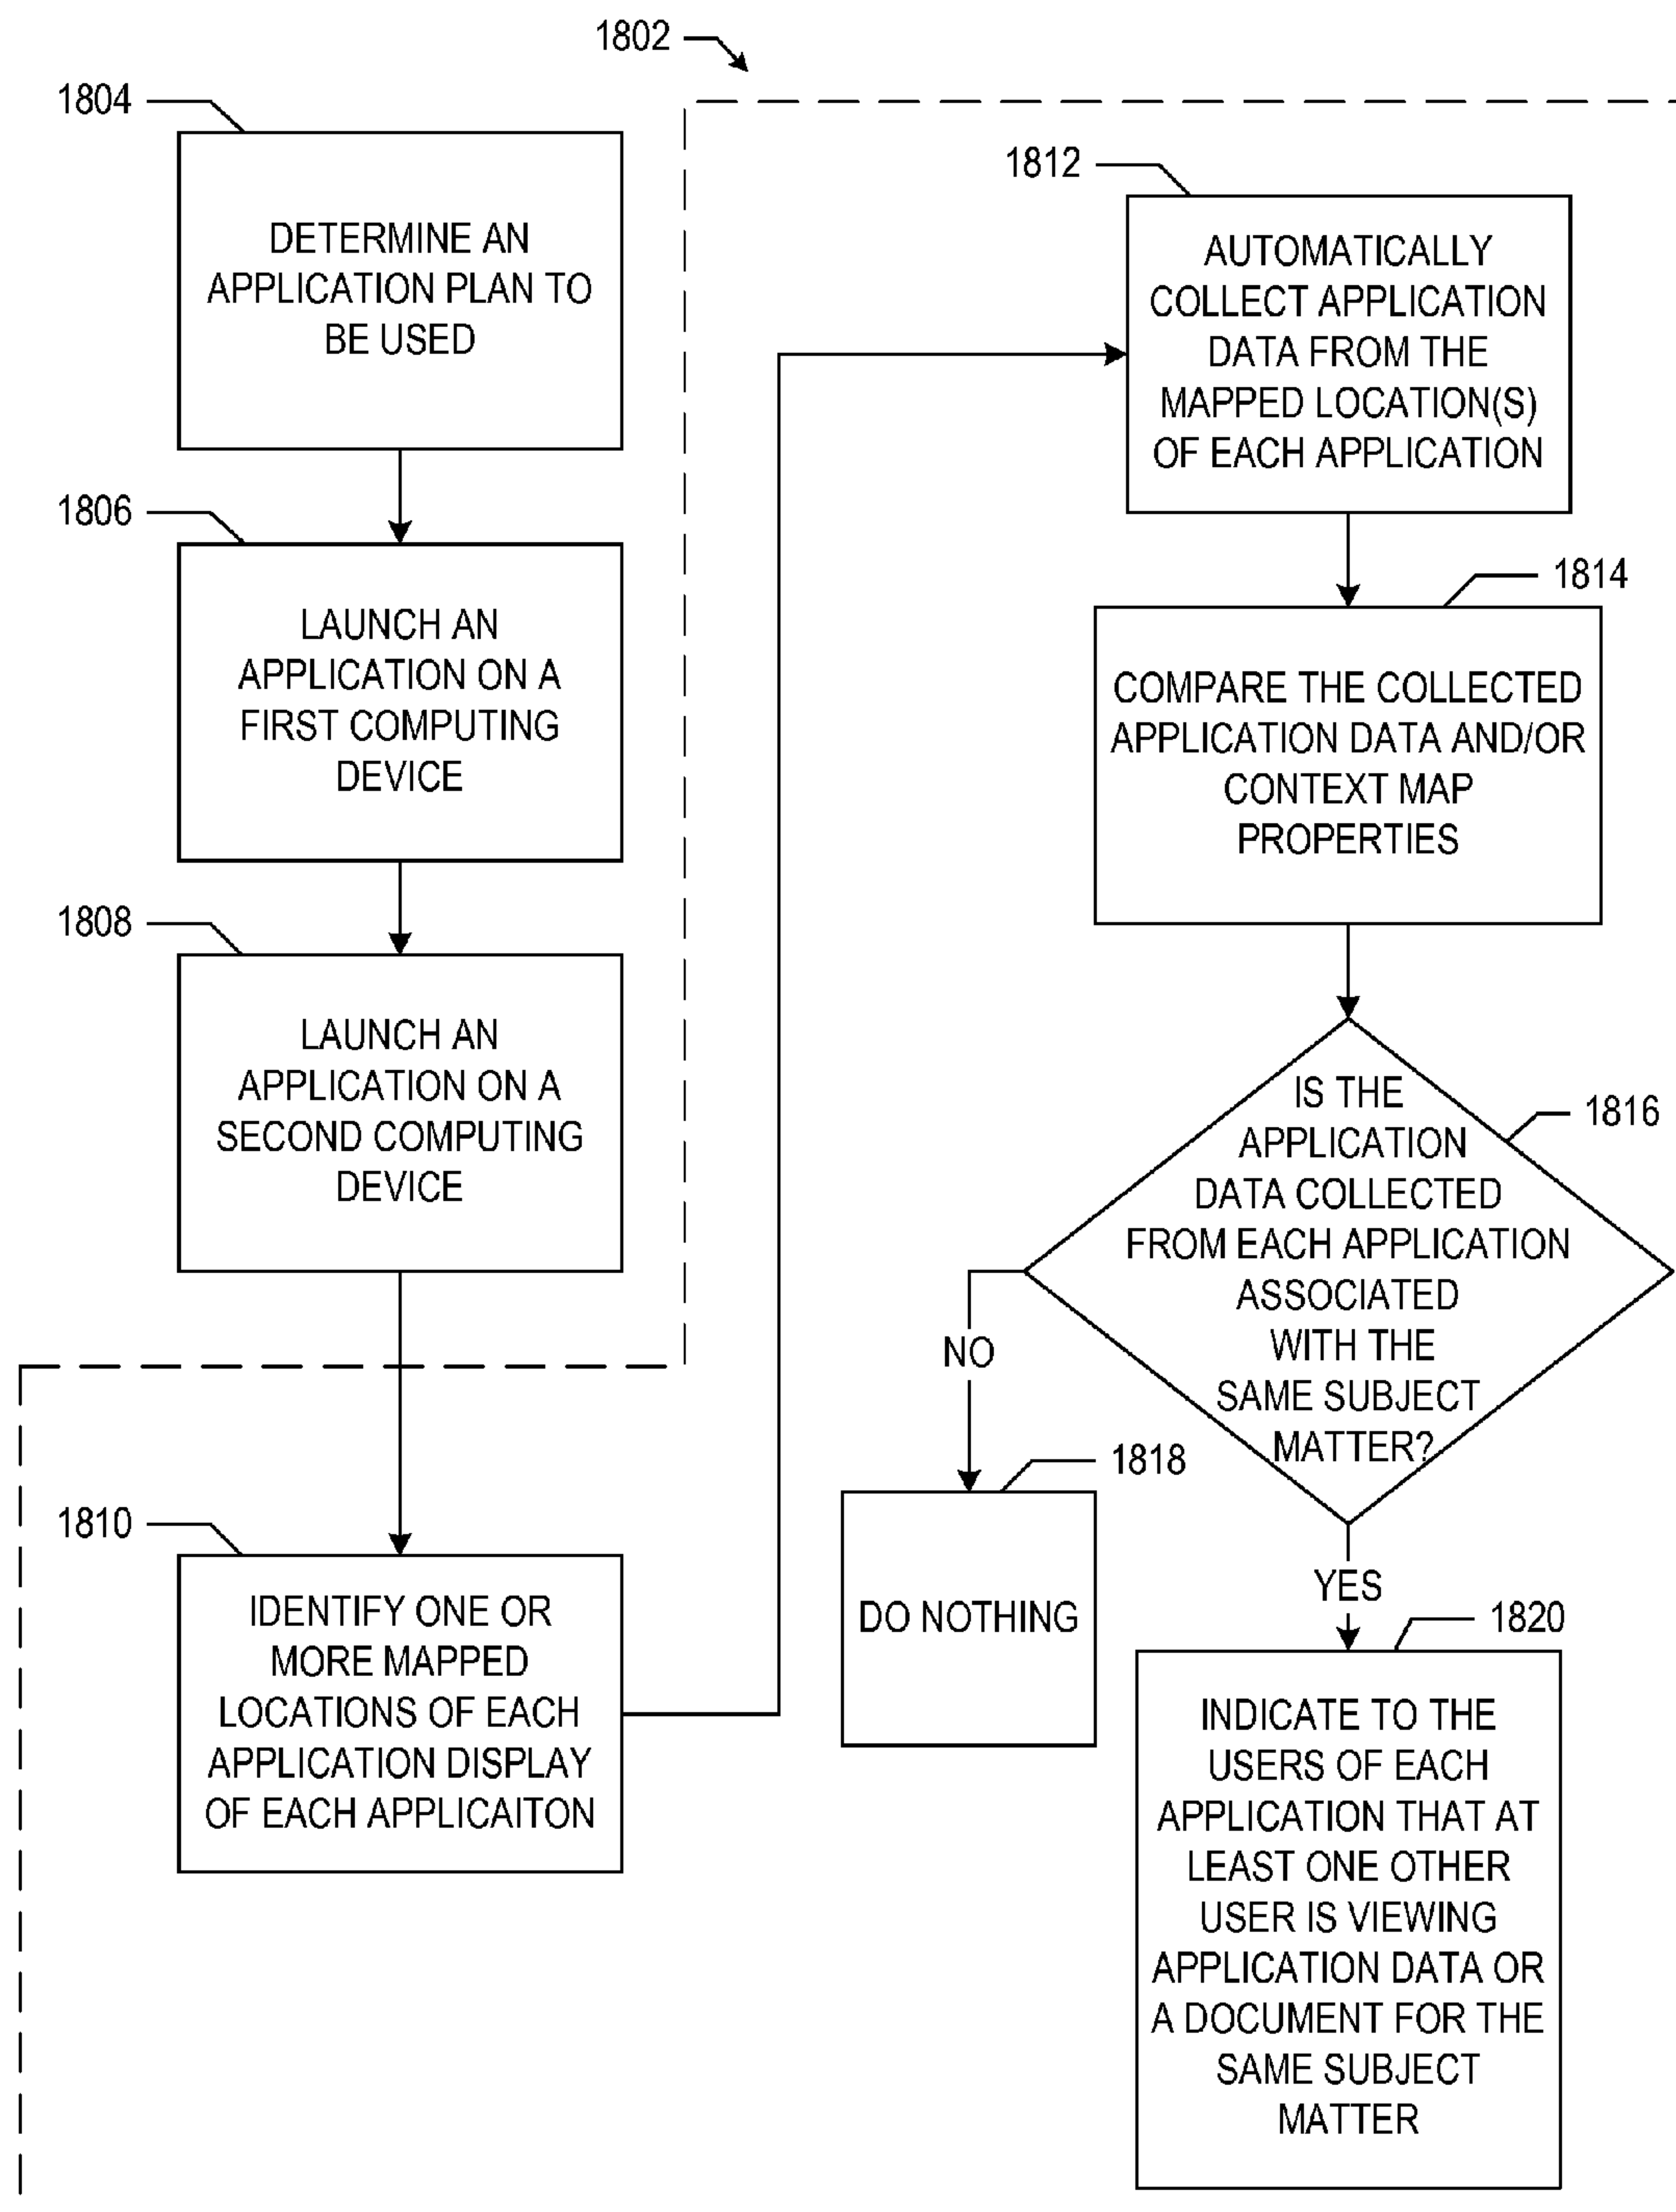 1802
1804
DETERMINE AN
APPLICATION PLAN TO
BE USED
1806
LAUNCH AN
APPLICATION ON A
FIRST COMPUTING
DEVICE
1808
LAUNCH AN
APPLICATION ON A
SECOND COMPUTING
DEVICE
1810
IDENTIFY ONE OR
MORE MAPPED
LOCATIONS OF EACH
APPLICATION DISPLAY
OF EACH APPLICAITON
1812
AUTOMATICALLY
COLLECT APPLICATION
DATA FROM THE
MAPPED LOCATION(S)
OF EACH APPLICATION
1814
COMPARE THE COLLECTED
APPLICATION DATA AND/OR
CONTEXT MAP
PROPERTIES
1816
IS THE
APPLICATION
DATA COLLECTED
FROM EACH APPLICATION
ASSOCIATED
WITH THE
SAME SUBJECT
MATTER?
NO
1818
DO NOTHING
YES
1820
INDICATE TO THE
USERS OF EACH
APPLICATION THAT AT
LEAST ONE OTHER
USER IS VIEWING
APPLICATION DATA OR
A DOCUMENT FOR THE
SAME SUBJECT
MATTER